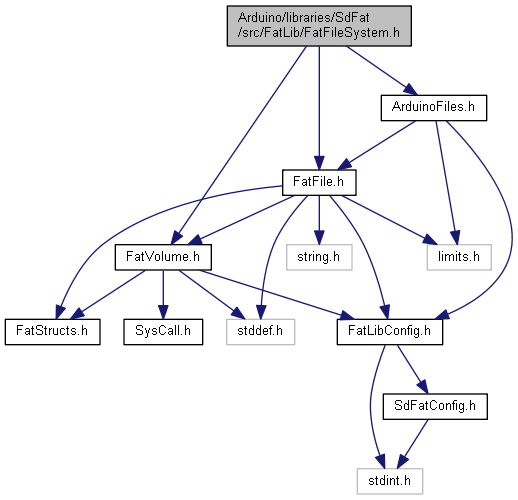 Arduino/libraries/SdFat
/src/FatLib/FatFileSystem.h
ArduinoFiles.h
FatFile.h
FatVolume.h
string.h
limits.h
FatStructs.h
SysCall.h
stddef.h
FatLibConfig.h
SdFatConfig.h
stdint.h